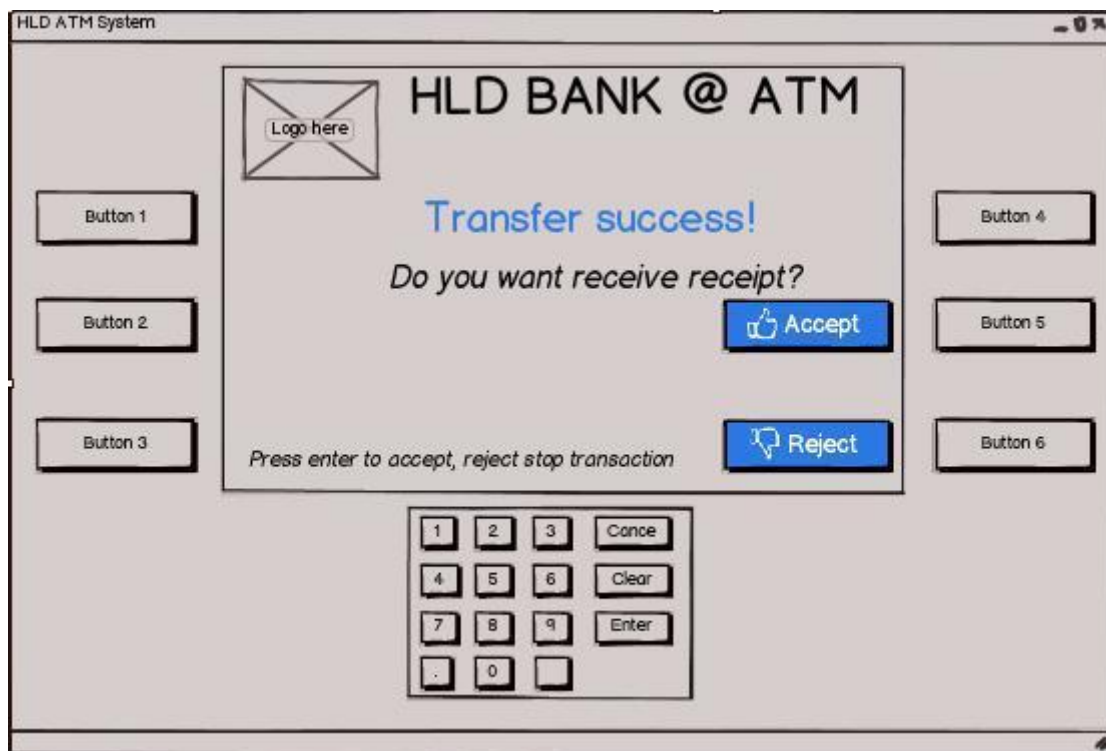 HLD ATM System
HLD BANK @ ATM
Logo here
Transfer success!
Do you want receive receipt?
Button 1
Button 4
Button 2
Accept
Button 5
Button 3
Reject
Button 6
Press enter to accept, reject stop transaction
1 2 3 Cance
4 5 6 Clear
7 8 9 Enter
. 0